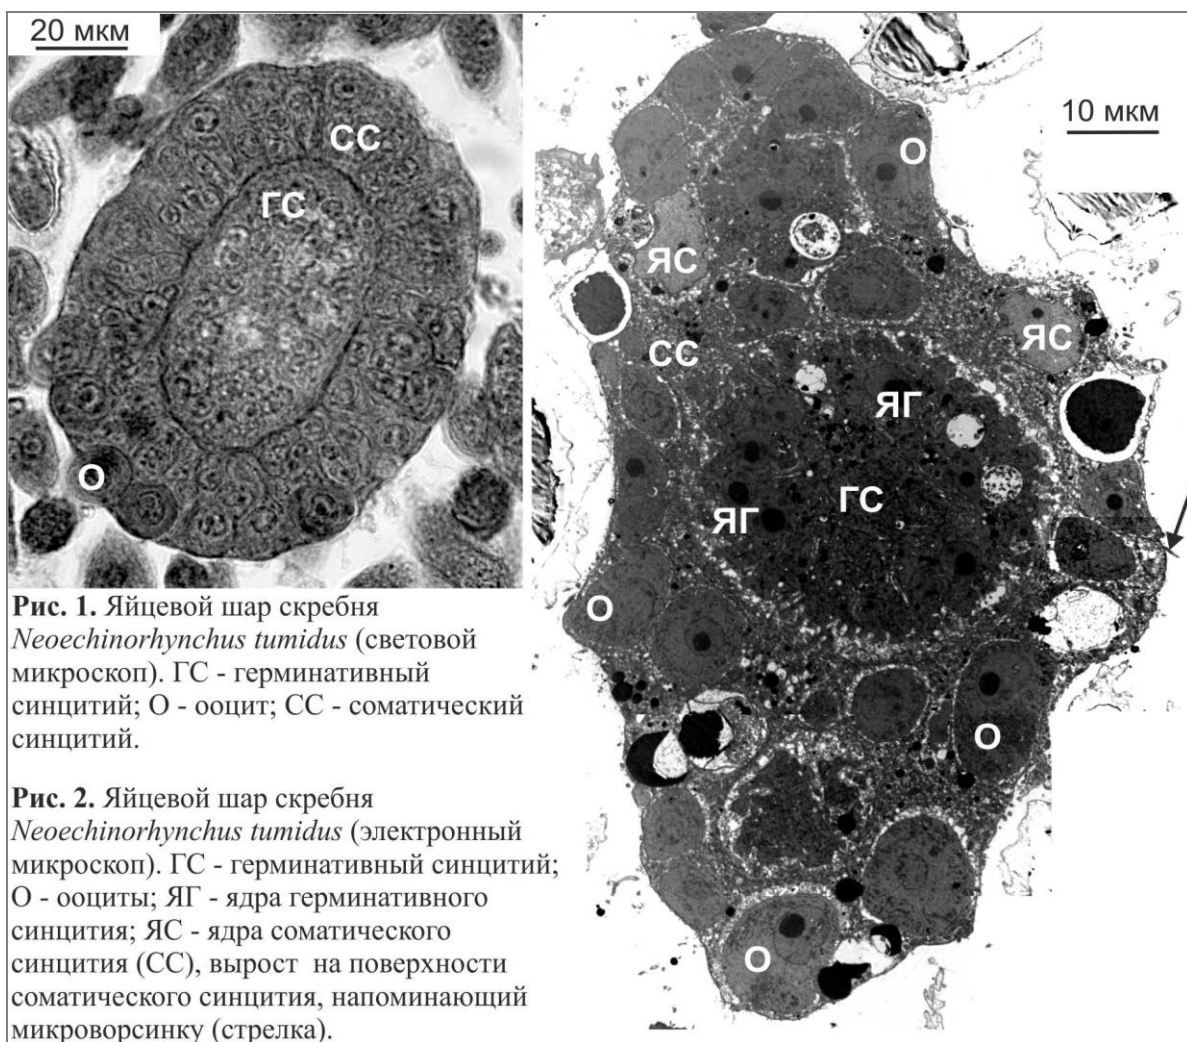 20 мкм
СС
ГС
О
Рис. 1. Яйцевой шар скребня
Neoechinorhynchus tumidus (световой
микроскоп). ГС - герминативный
синцитий; О - ооцит; СС - соматический
синцитий.
Рис. 2. Яйцевой шар скребня
Neoechinorhynchus tumidus (электронный
микроскоп). ГС - герминативный синцитий;
О - ооциты; ЯГ - ядра герминативного
синцития; ЯС - ядра соматического
синцития (СС), вырост на поверхности
соматического синцития, напоминающий
микроворсинку (стрелка).
10 мкм
О
ЯС
ЯС
СС
ЯГ
ГС
ЯГ
О
О
О